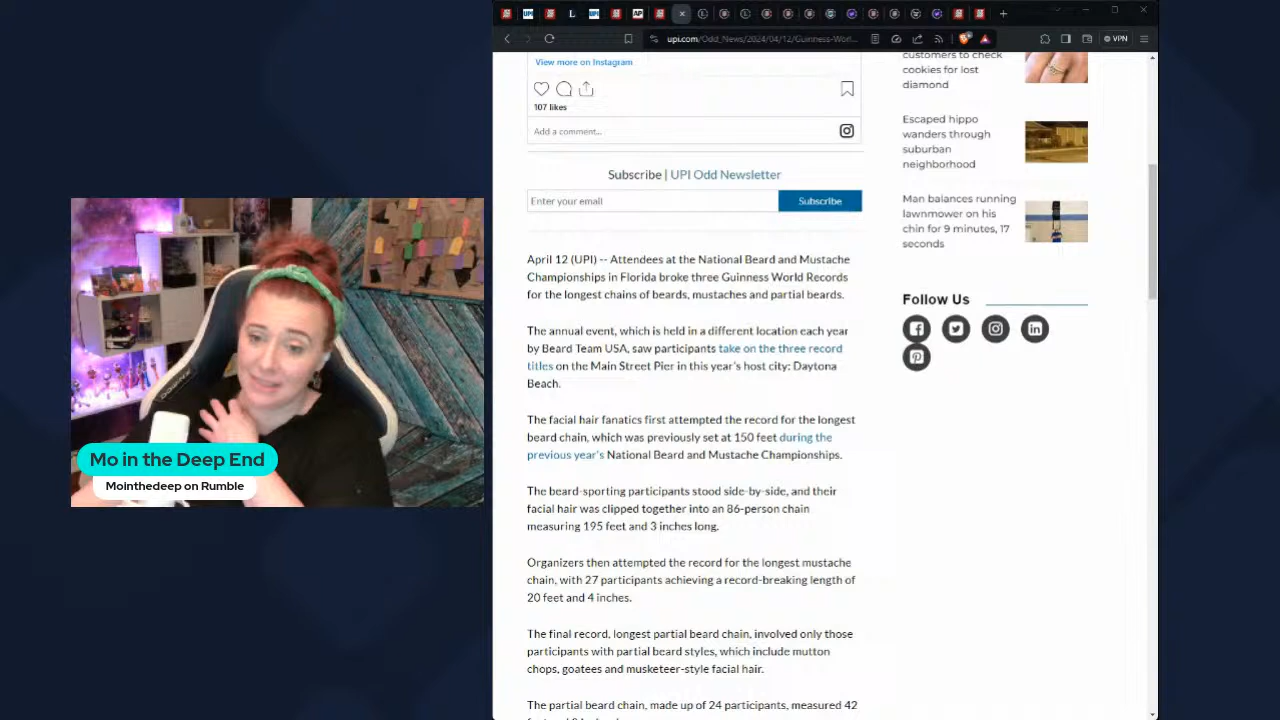 upi.com/Odd_News/2024/04/12/Guinness-Worl...
VPN
View more on Instagram
107 likes
Add a comment...
Subscribe | UPI Odd Newsletter
Enter your email
Subscribe
April 12 (UPI) -- Attendees at the National Beard and Mustache
Championships in Florida broke three Guinness World Records
for the longest chains of beards, mustaches and partial beards.
The annual event, which is held in a different location each year
by Beard Team USA, saw participants take on the three record
titles on the Main Street Pier in this year's host city: Daytona
Beach.
The facial hair fanatics first attempted the record for the longest
beard chain, which was previously set at 150 feet during the
previous year's National Beard and Mustache Championships.
The beard-sporting participants stood side-by-side, and their
facial hair was clipped together into an 86-person chain
measuring 195 feet and 3 inches long.
Organizers then attempted the record for the longest mustache
chain, with 27 participants achieving a record-breaking length of
20 feet and 4 inches.
The final record, longest partial beard chain, involved only those
participants with partial beard styles, which include mutton
chops, goatees and musketeer-style facial hair.
The partial beard chain, made up of 24 participants, measured 42
customers to check
cookies for lost
diamond
Escaped hippo
wanders through
suburban
neighborhood
Man balances running
lawnmower on his
chin for 9 minutes, 17
seconds
Follow Us
Mo in the Deep End
Mointhedeep on Rumble